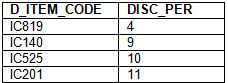 D_ITEM_CODE DISC_PER
IC819 4
IC140 9
IC525 10
IC201 11